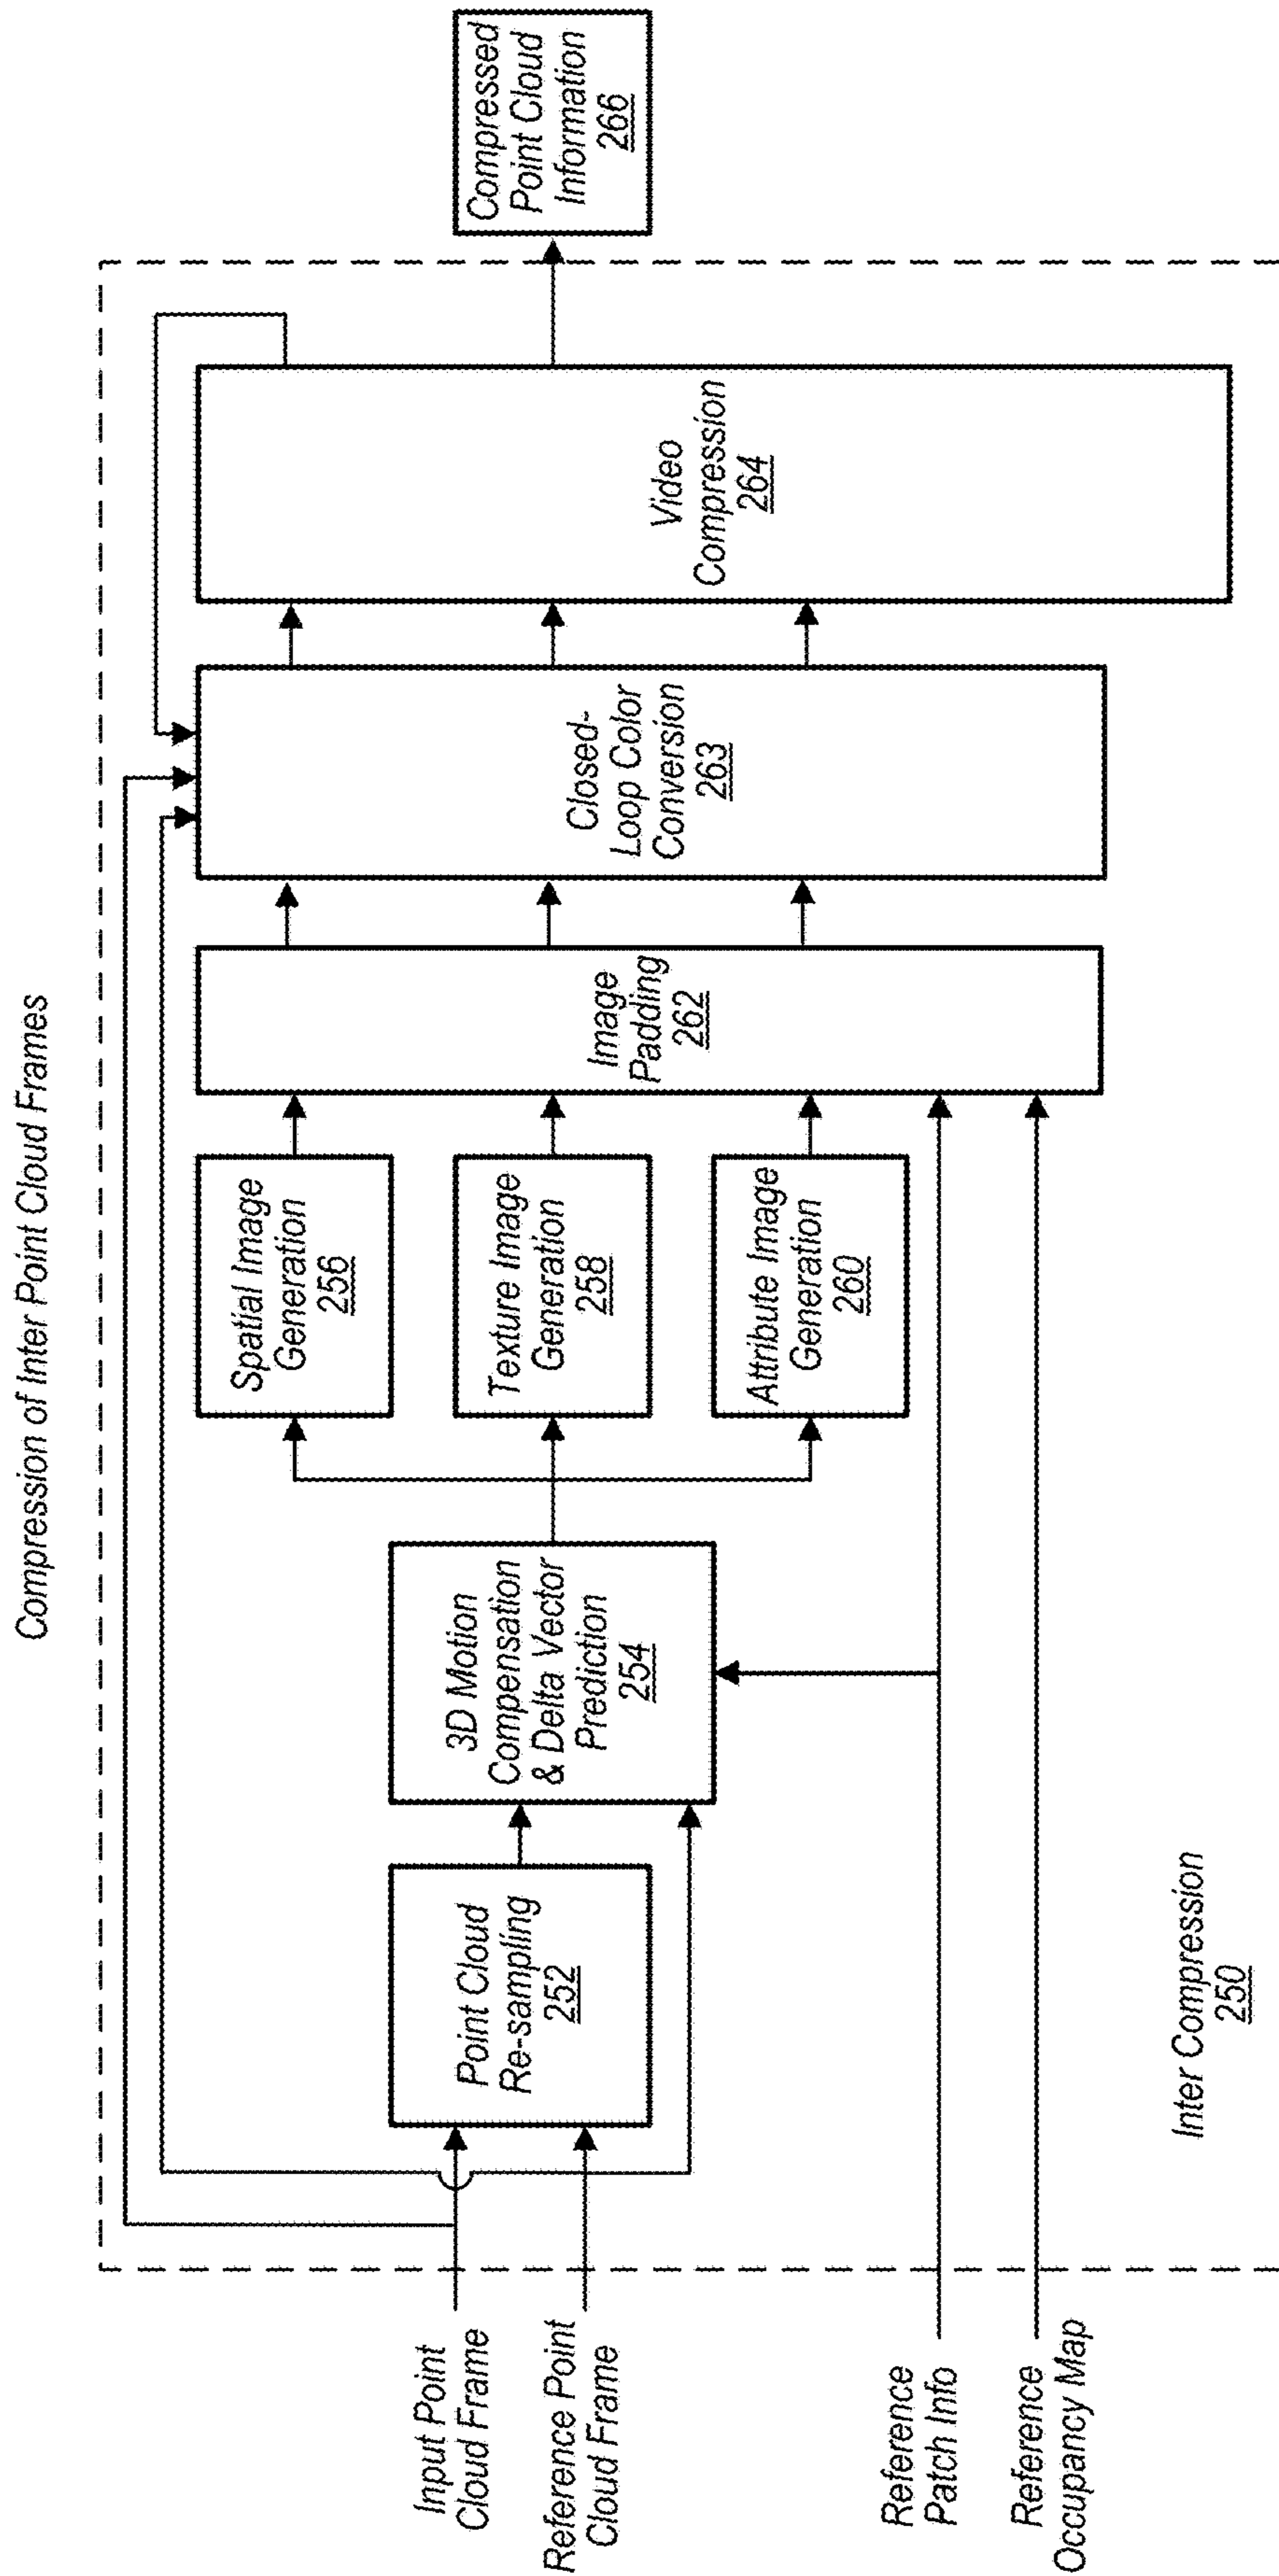 Compression of Inter Point Cloud Frames
Input Point
Cloud Frame
Reference Point
Cloud Frame
Reference
Patch Info
Reference
Occupancy Map
Point Cloud
Re-sampling
252
3D Motion
Compensation
& Delta Vector
Prediction
254
Spatial Image
Generation
256
Texture Image
Generation
258
Attribute Image
Generation
260
Image
Padding
262
Closed-
Loop Color
Conversion
263
Video
Compression
264
Compressed
Point Cloud
Information
266
Inter Compression
250